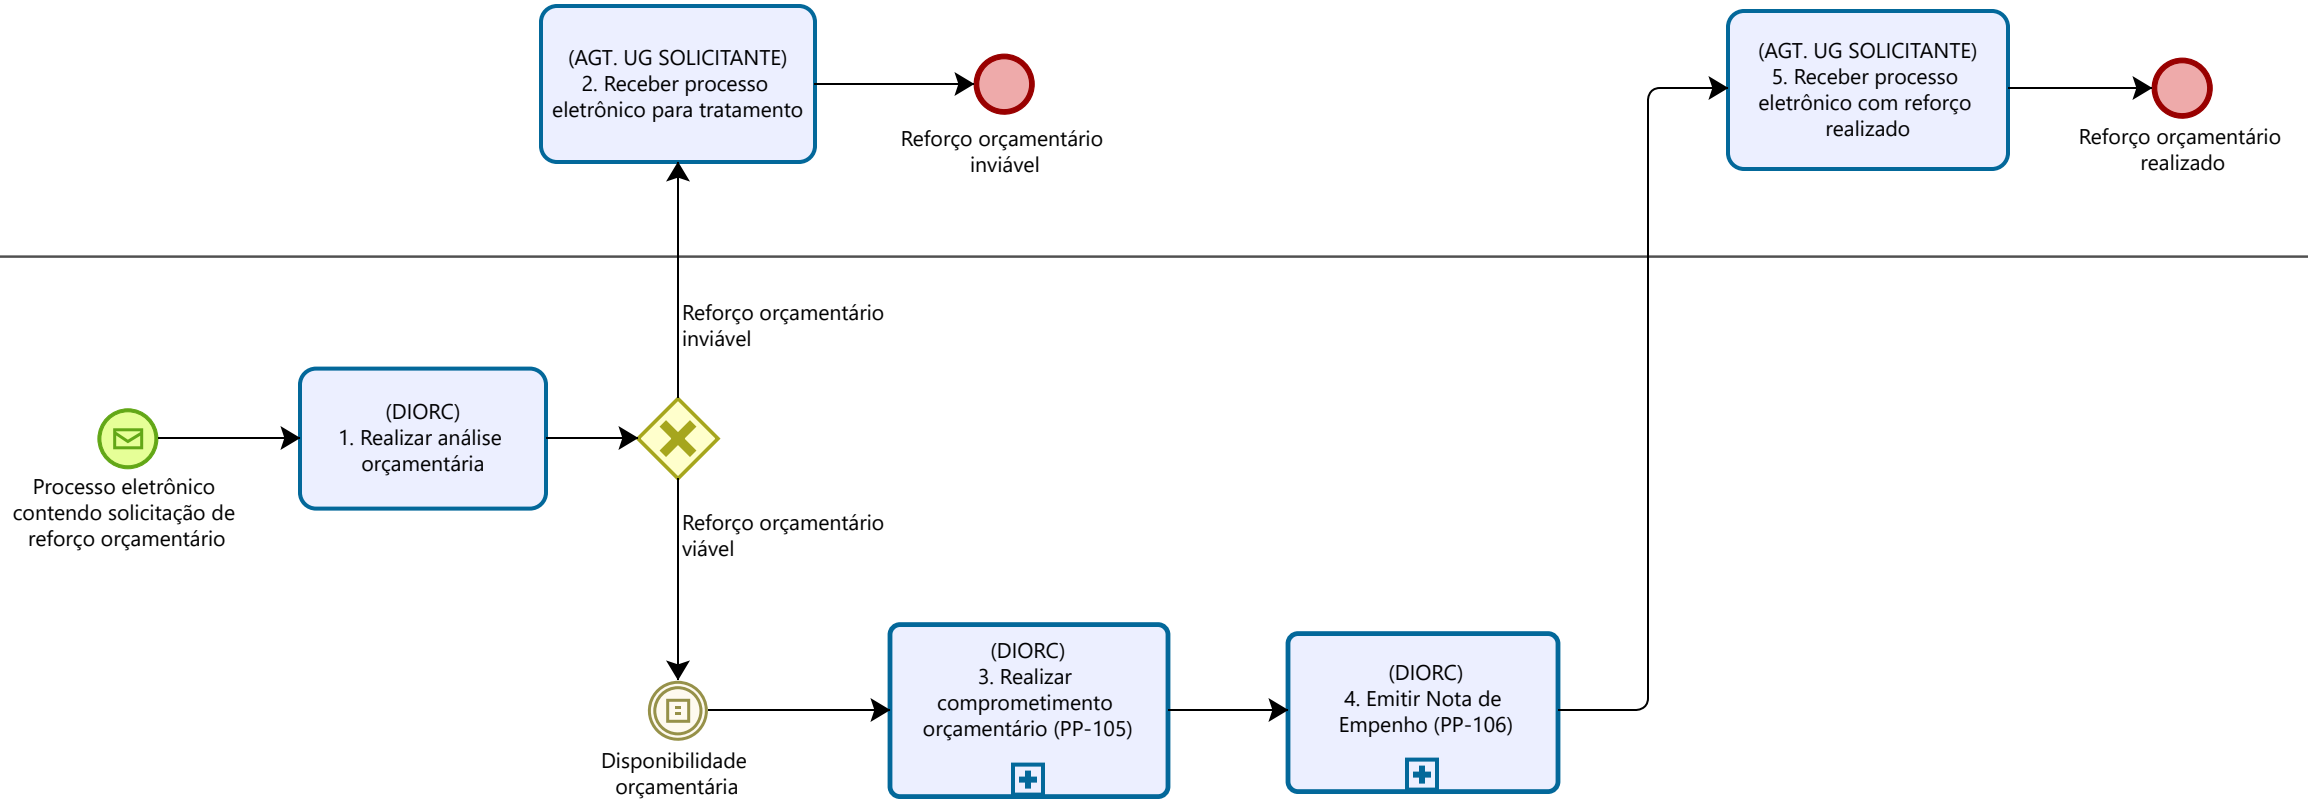 (AGT. UG SOLICITANTE)
2. Receber processo
eletrônico para tratamento
Reforço orçamentário
inviável
(AGT. UG SOLICITANTE)
5. Receber processo
eletrônico com reforço
realizado
Reforço orçamentário
realizado
Reforço orçamentário
inviável
Processo eletrônico
contendo solicitação de
reforço orçamentário
(DIORC)
1. Realizar análise
orçamentária
Reforço orçamentário
viável
Disponibilidade
orçamentária
(DIORC)
3. Realizar
comprometimento
orçamentário (PP-105)
(DIORC)
4. Emitir Nota de
Empenho (PP-106)